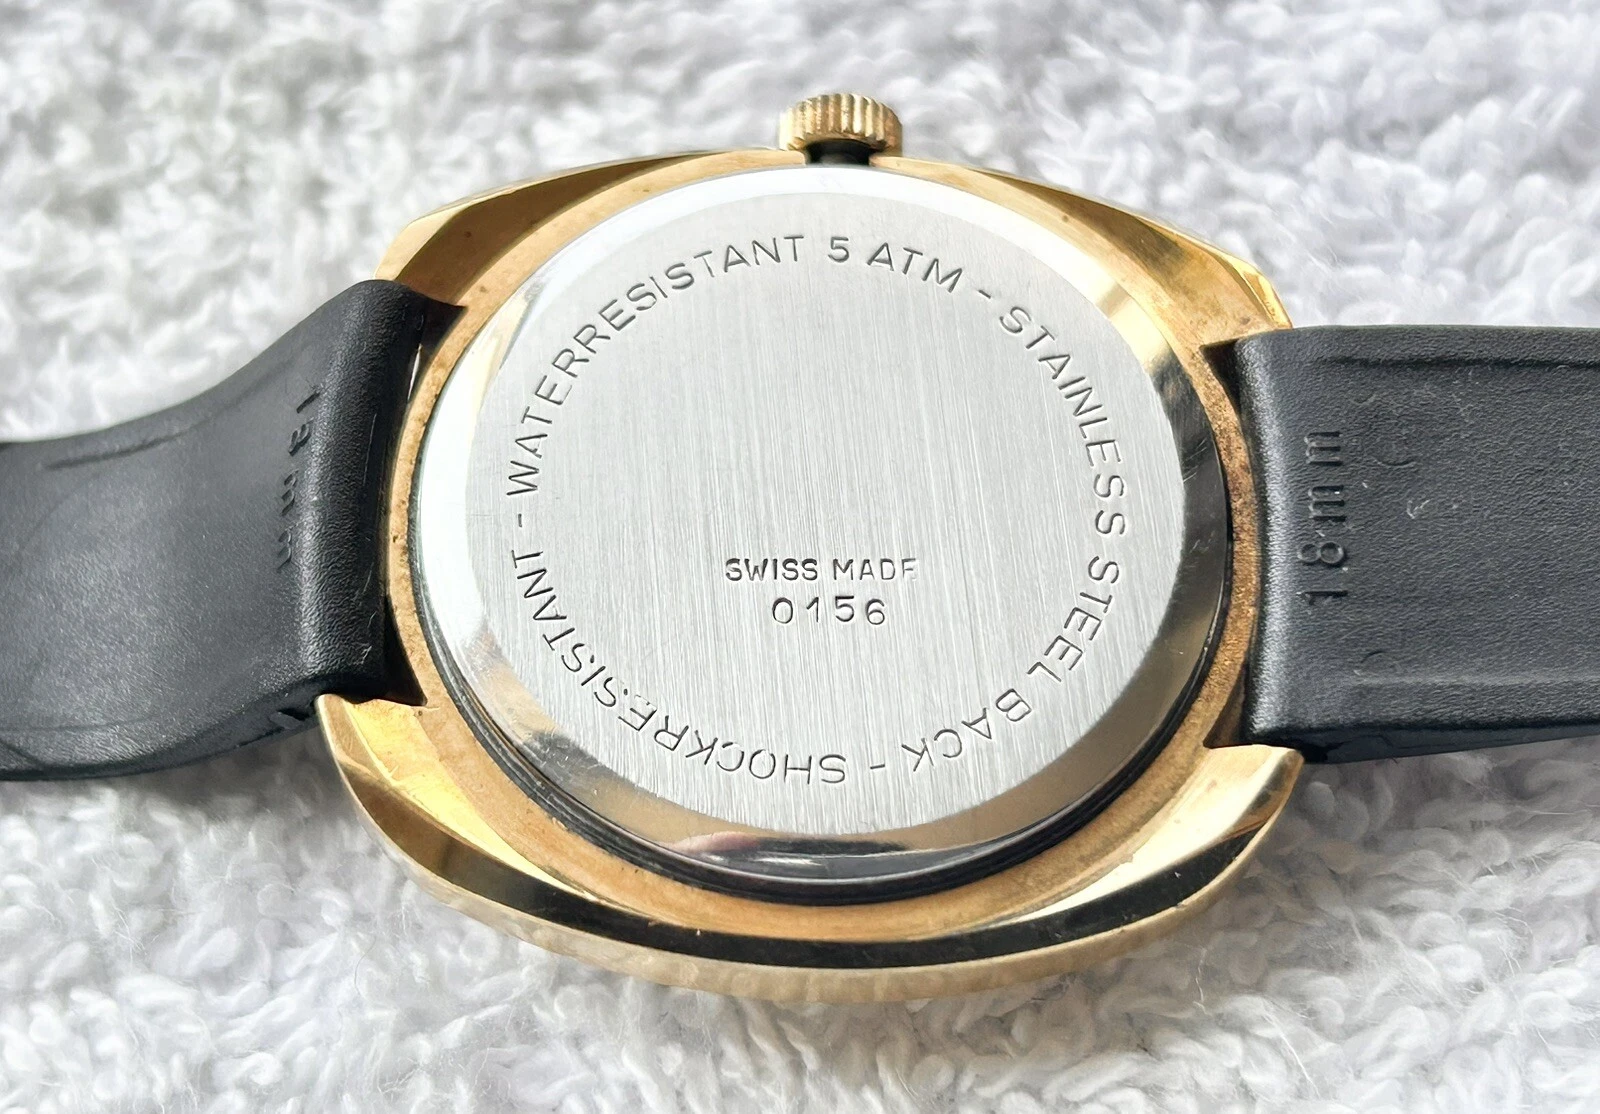 WATERRESISTANT 5 ATM - STAINLESS STEEL BACK - SHOCKRESISTANT -
SWISS MADE
0156
18mm
18mm